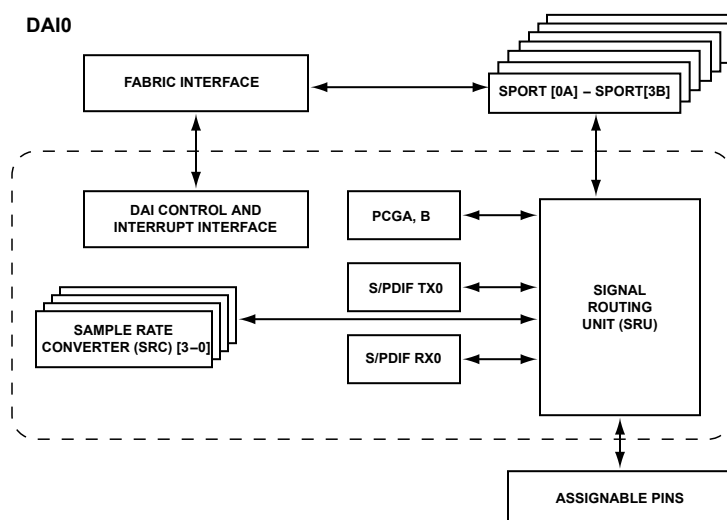 DAI0
FABRIC INTERFACE
SPORT [0A] – SPORT[3B]
DAI CONTROL AND
INTERRUPT INTERFACE
PCGA, B
S/PDIF TX0
SIGNAL
ROUTING
UNIT (SRU)
SAMPLE RATE
CONVERTER (SRC) [3–0]
S/PDIF RX0
ASSIGNABLE PINS